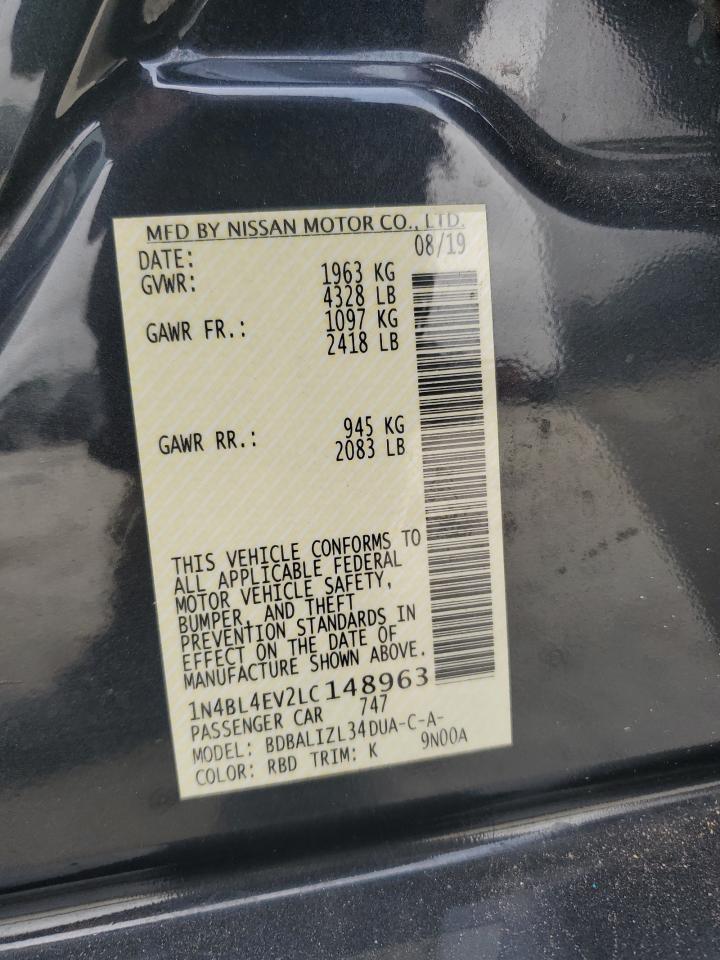 MFD BY NISSAN MOTOR CO., LTD.
DATE: 08/19
GVWR: 1963 KG
4328 LB
GAWR FR.: 1097 KG
2418 LB
GAWR RR.: 945 KG
2083 LB
THIS VEHICLE CONFORMS TO
ALL APPLICABLE FEDERAL
MOTOR VEHICLE SAFETY,
BUMPER, AND THEFT
PREVENTION STANDARDS IN
EFFECT ON THE DATE OF
MANUFACTURE SHOWN ABOVE.
1N4BL4EV2LC148963
PASSENGER CAR 747
MODEL: BDBALIZL34DUA-C-A-
COLOR: RBD TRIM: K 9N00A